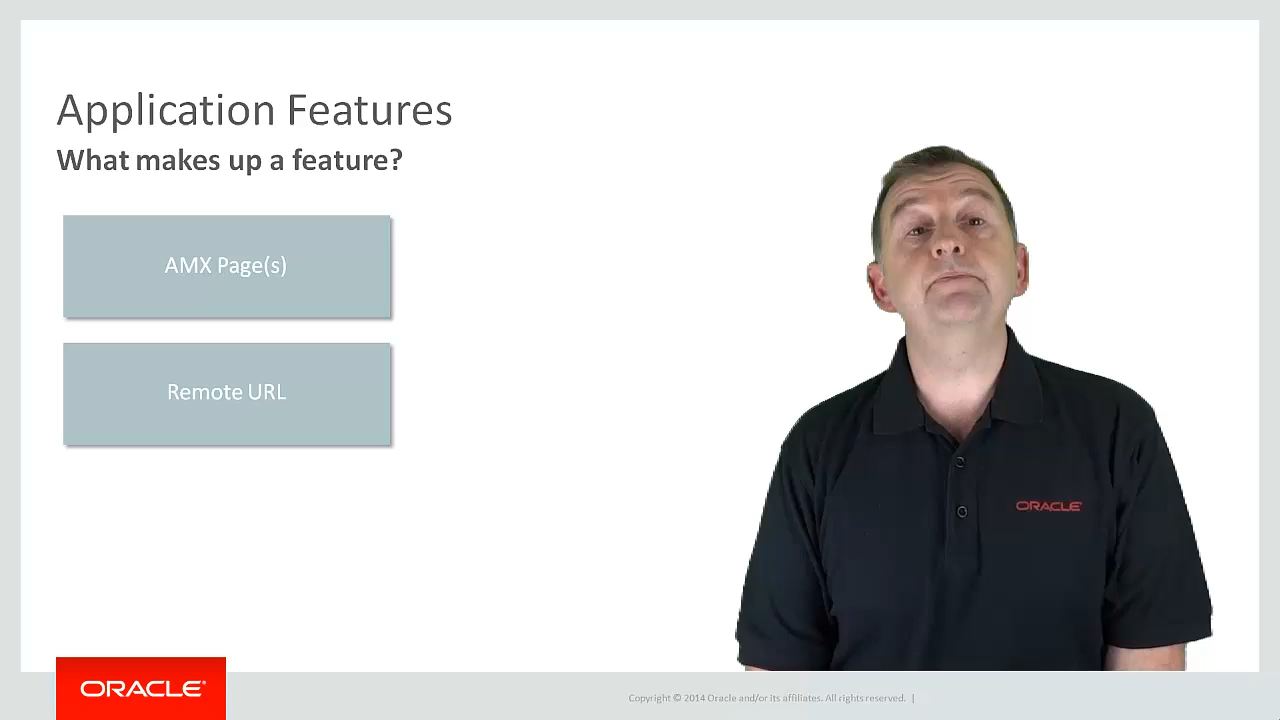 Application Features
What makes up a feature?
AMX Page(s)
Remote URL
ORACLE
ORACLE
Copyright © 2014 Oracle and/or its affiliates. All rights reserved. |